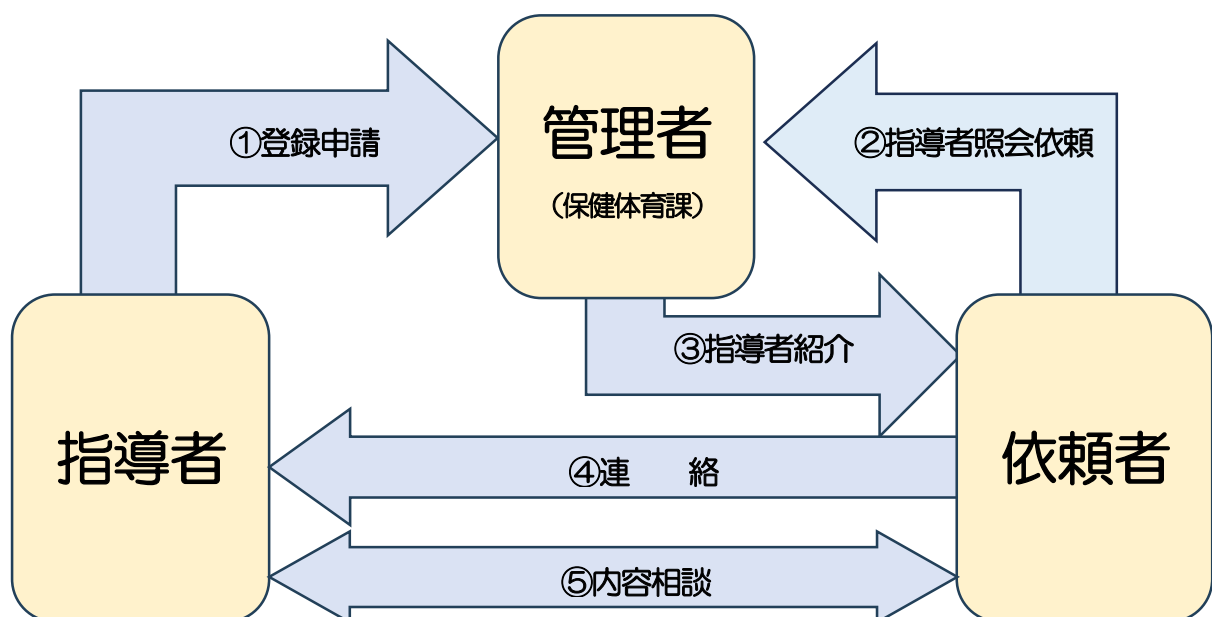 管理者
（保健体育課）
①登録申請
②指導者照会依頼
③指導者紹介
指導者
依頼者
④連　　絡
⑤内容相談